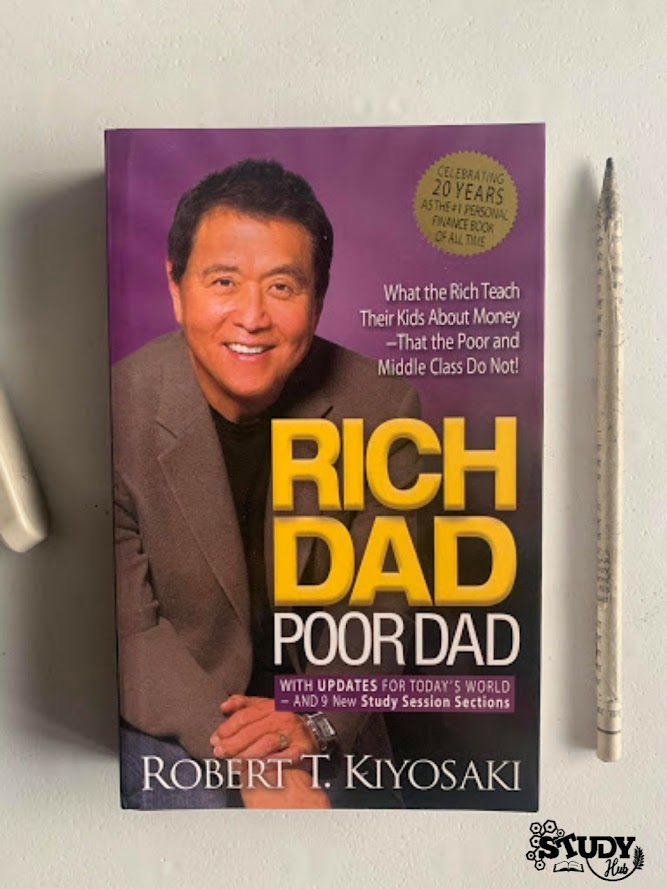 CELEBRATING
20 YEARS
AS THE #1 PERSONAL
FINANCE BOOK
OF ALL TIME
What the Rich Teach
Their Kids About Money
–That the Poor and
Middle Class Do Not!
RICH
DAD
POOR DAD
WITH UPDATES FOR TODAY'S WORLD
– AND 9 New Study Session Sections
ROBERT T. KIYOSAKI
STUDY
Hub